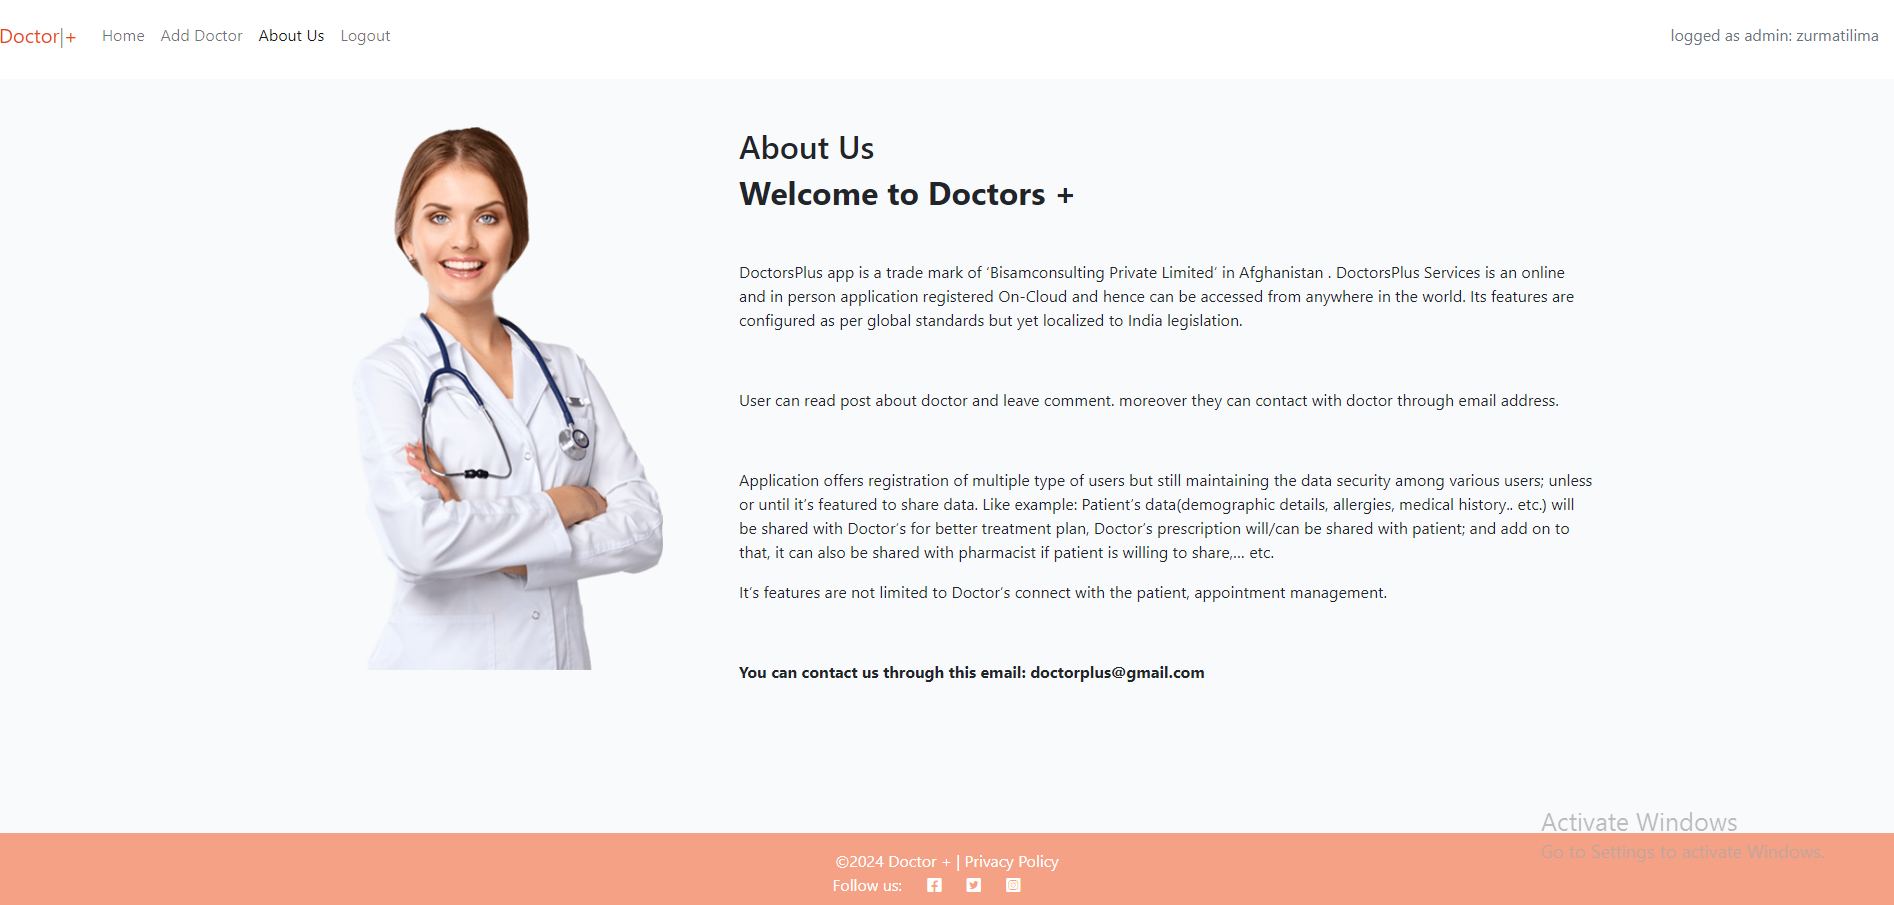 Doctor|+ Home Add Doctor About Us Logout logged as admin: zurmatilima
About Us
Welcome to Doctors +
DoctorsPlus app is a trade mark of ‘Bisamconsulting Private Limited’ in Afghanistan . DoctorsPlus Services is an online
and in person application registered On-Cloud and hence can be accessed from anywhere in the world. Its features are
configured as per global standards but yet localized to India legislation.
User can read post about doctor and leave comment. moreover they can contact with doctor through email address.
Application offers registration of multiple type of users but still maintaining the data security among various users; unless
or until it’s featured to share data. Like example: Patient’s data(demographic details, allergies, medical history.. etc.) will
be shared with Doctor’s for better treatment plan, Doctor’s prescription will/can be shared with patient; and add on to
that, it can also be shared with pharmacist if patient is willing to share,... etc.
It’s features are not limited to Doctor’s connect with the patient, appointment management.
You can contact us through this email: doctorplus@gmail.com
Activate Windows
Go to Settings to activate Windows.
©2024 Doctor + | Privacy Policy
Follow us: